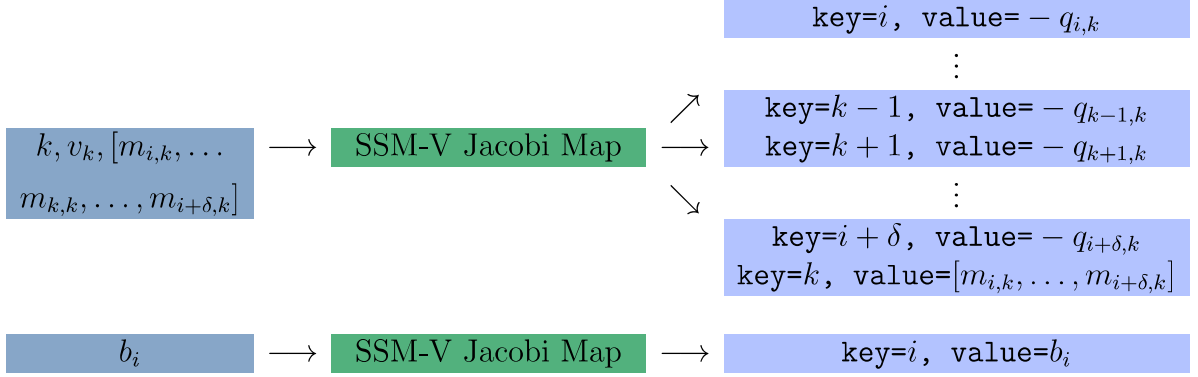 key=i, value= − q_{i,k}
⋮
key=k − 1, value= − q_{k−1,k}
k, v_k, [m_{i,k}, …
SSM-V Jacobi Map
key=k + 1, value= − q_{k+1,k}
m_{k,k}, …, m_{i+δ,k}]
⋮
key=i + δ, value= − q_{i+δ,k}
key=k, value=[m_{i,k}, …, m_{i+δ,k}]
b_i
SSM-V Jacobi Map
key=i, value=b_i